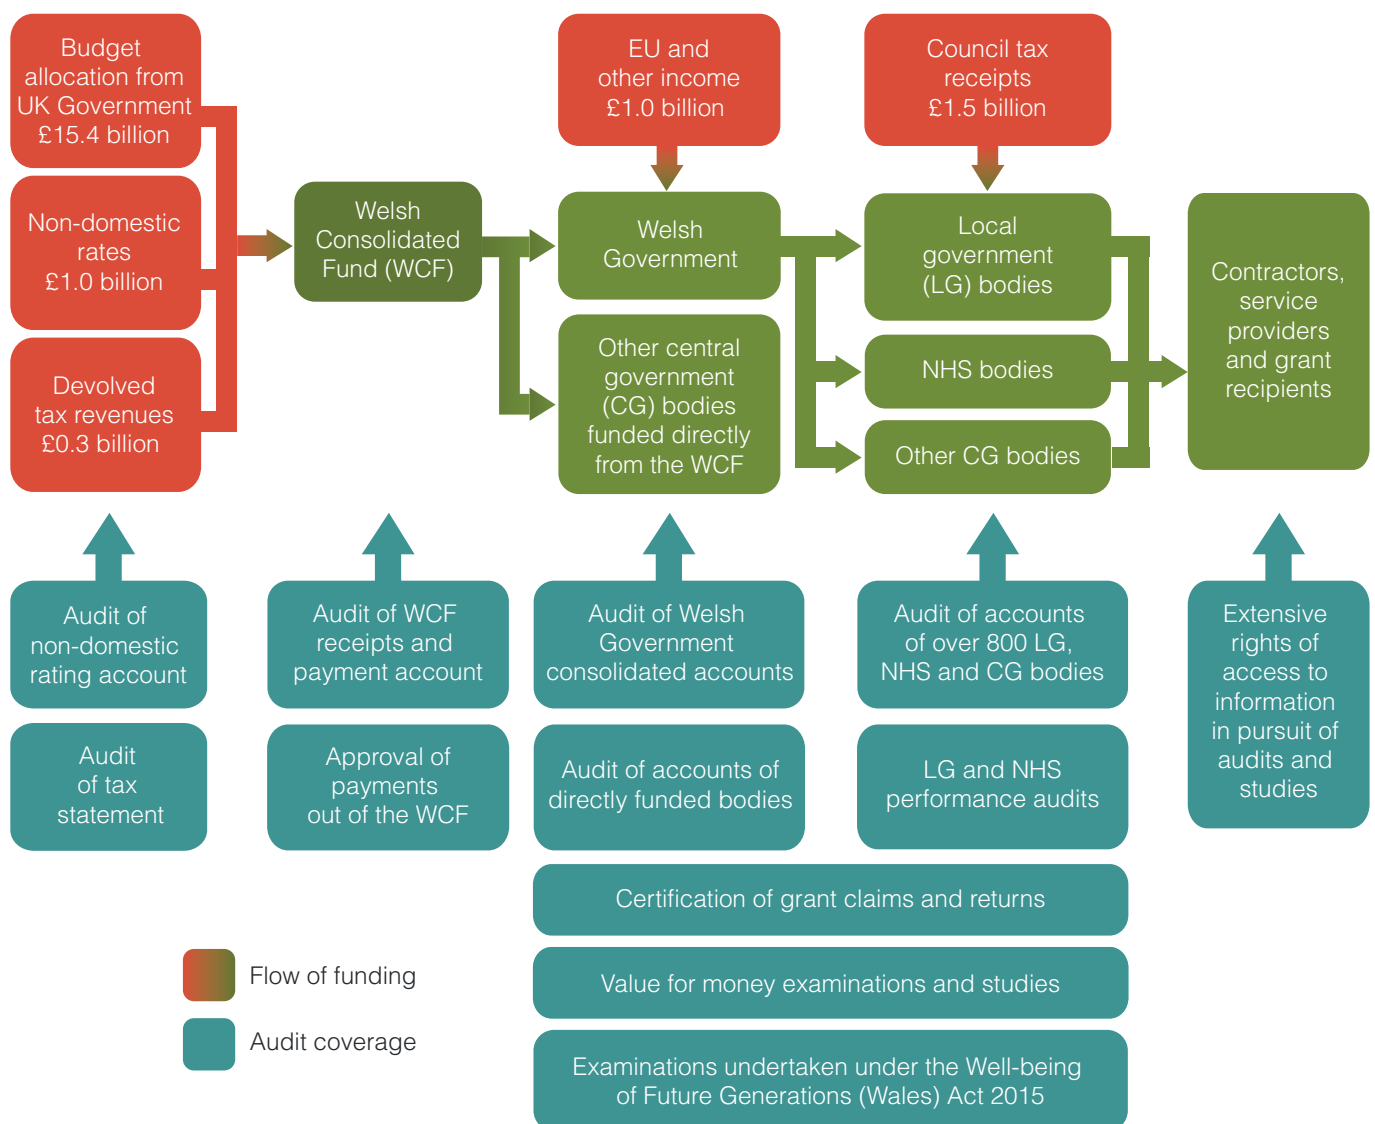 Budget
allocation from
UK Government
£15.4 billion
Non-domestic
rates
£1.0 billion
Devolved
tax revenues
£0.3 billion
Welsh
Consolidated
Fund (WCF)
EU and
other income
£1.0 billion
Welsh
Government
Other central
government
(CG) bodies
funded directly
from the WCF
Council tax
receipts
£1.5 billion
Local
government
(LG) bodies
NHS bodies
Other CG bodies
Contractors,
service
providers
and grant
recipients
Audit of
non-domestic
rating account
Audit
of tax
statement
Audit of WCF
receipts and
payment account
Approval of
payments
out of the WCF
Audit of Welsh
Government
consolidated accounts
Audit of accounts of
directly funded bodies
Audit of accounts
of over 800 LG,
NHS and CG bodies
LG and NHS
performance audits
Extensive
rights of
access to
information
in pursuit of
audits and
studies
Certification of grant claims and returns
Value for money examinations and studies
Examinations undertaken under the Well-being
of Future Generations (Wales) Act 2015
Flow of funding
Audit coverage